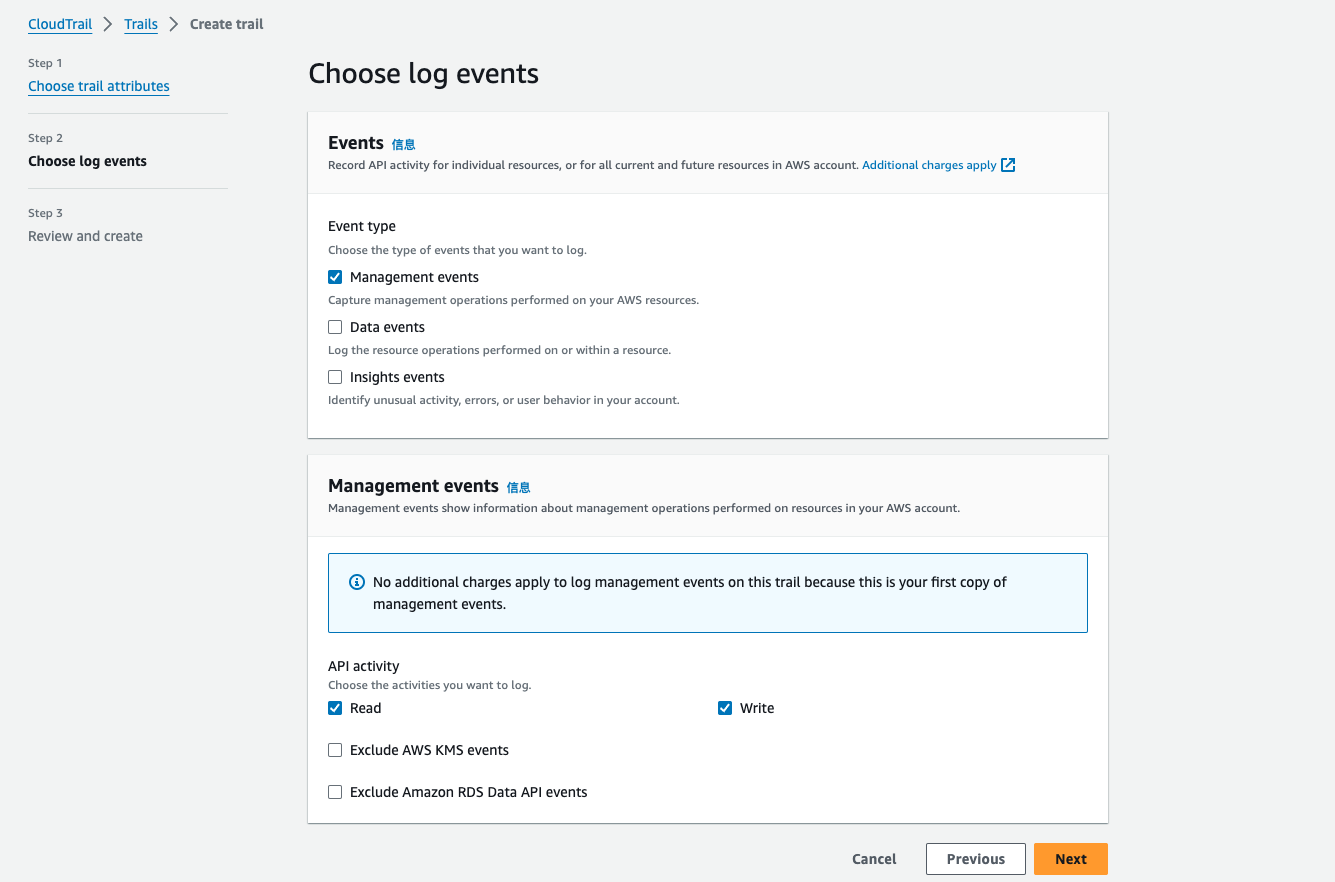 CloudTrail > Trails > Create trail
Step 1
Choose trail attributes
Step 2
Choose log events
Step 3
Review and create
Choose log events
Events 信息
Record API activity for individual resources, or for all current and future resources in AWS account. Additional charges apply
Event type
Choose the type of events that you want to log.
Management events
Capture management operations performed on your AWS resources.
Data events
Log the resource operations performed on or within a resource.
Insights events
Identify unusual activity, errors, or user behavior in your account.
Management events 信息
Management events show information about management operations performed on resources in your AWS account.
No additional charges apply to log management events on this trail because this is your first copy of
management events.
API activity
Choose the activities you want to log.
Read Write
Exclude AWS KMS events
Exclude Amazon RDS Data API events
Cancel Previous Next